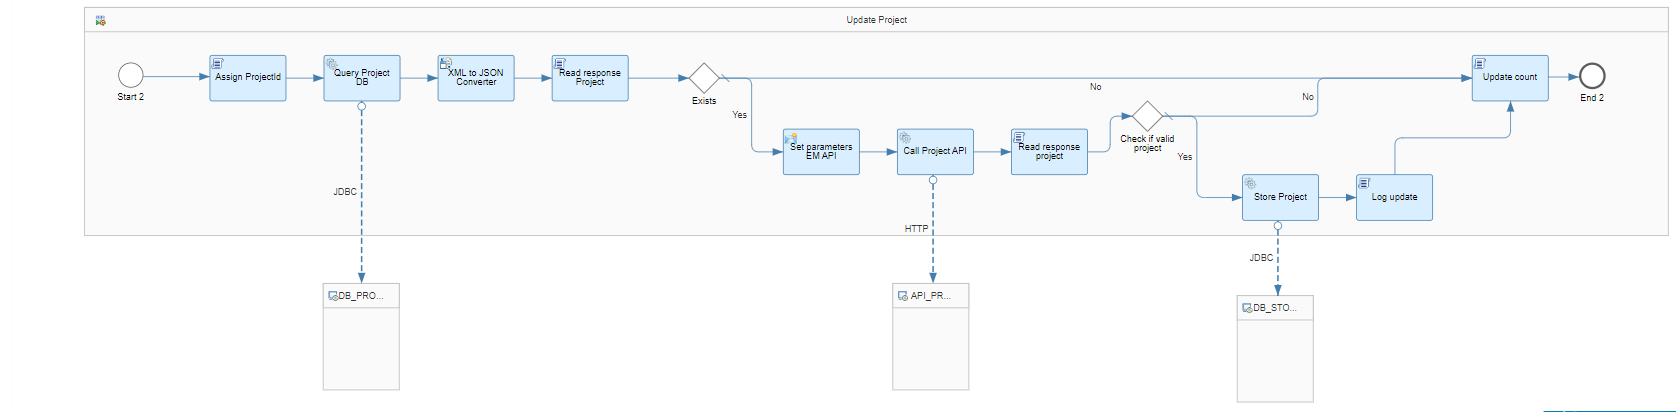 Update Project
Start 2
Assign ProjectId
Query Project
DB
XML to JSON
Converter
Read response
Project
Exists
No
Yes
Set parameters
EM API
Call Project API
Read response
project
Check if valid
project
No
Yes
Store Project
Log update
Update count
End 2
JDBC
HTTP
JDBC
DB_PRO...
API_PR...
DB_STO...